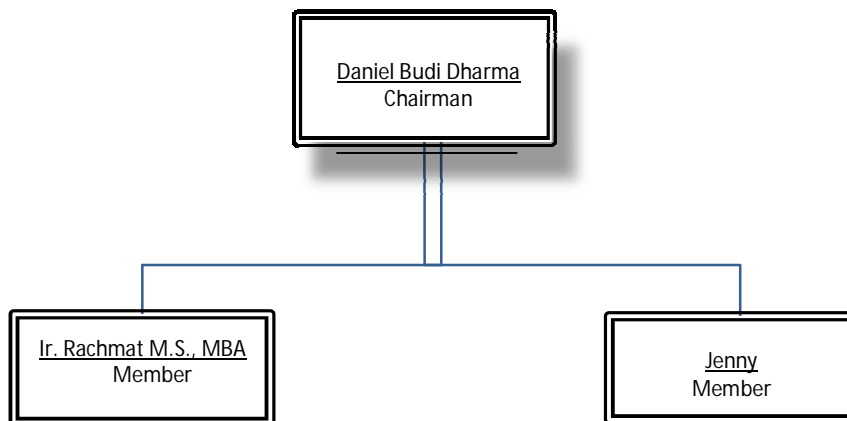 Daniel Budi Dharma
Chairman
Ir. Rachmat M.S., MBA
Member
Jenny
Member